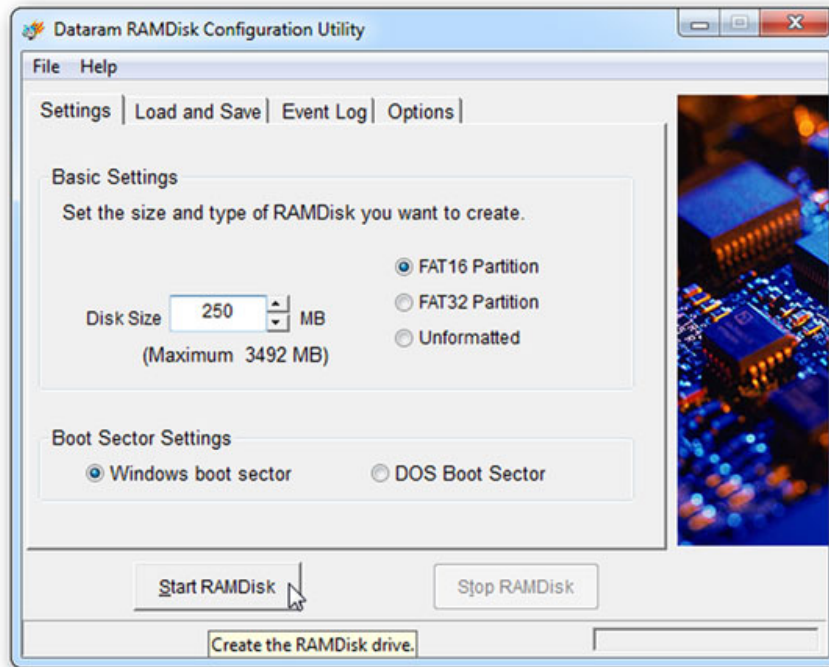 Dataram RAMDisk Configuration Utility
File Help
Settings Load and Save Event Log Options
Basic Settings
Set the size and type of RAMDisk you want to create.
FAT16 Partition
Disk Size 250 MB
FAT32 Partition
(Maximum 3492 MB)
Unformatted
Boot Sector Settings
Windows boot sector DOS Boot Sector
Start RAMDisk Stop RAMDisk
Create the RAMDisk drive.